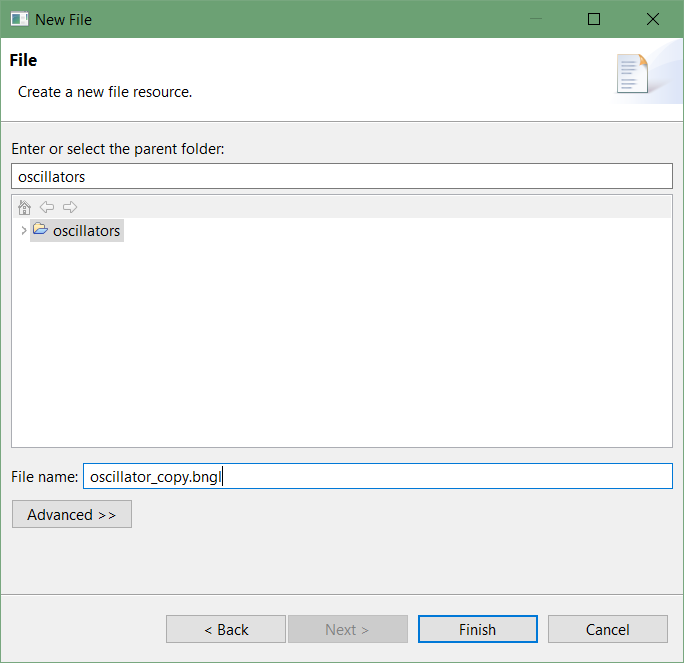 New File
File
Create a new file resource.
Enter or select the parent folder:
oscillators
oscillators
File name: oscillator_copy.bngl
Advanced >>
< Back Next > Finish Cancel